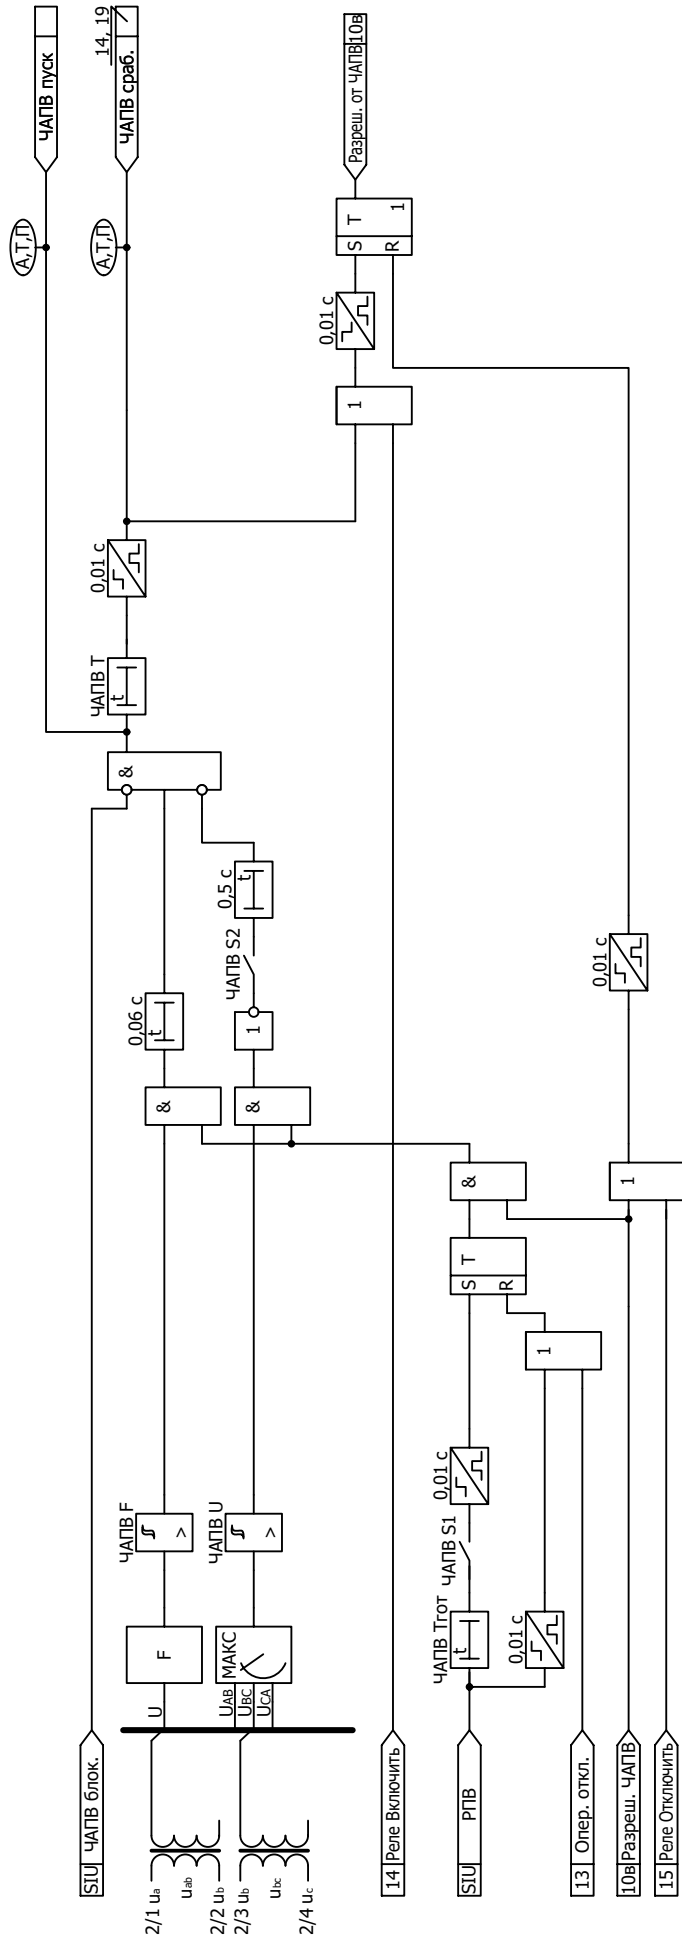 SIU ЧАПВ блок.
2/1 ua
uab
2/2 ub
2/3 ub
ubc
2/4 uc
U
F
ЧАПВ F
>
UAB
UBC
UCA
МАКС
ЧАПВ U
>
&
0,06 с
t
&
1
ЧАПВ S2
0,5 с
t
&
ЧАПВ Т
t
0,01 с
А,Т,П
ЧАПВ пуск
А,Т,П
ЧАПВ сраб.
14, 19
14 Реле Включить
1
0,01 с
S T
R 1
Разреш. от ЧАПВ 10в
SIU РПВ
ЧАПВ Тгот
t
ЧАПВ S1
0,01 с
0,01 с
S T
R
&
13 Опер. откл.
1
10в Разреш. ЧАПВ
15 Реле Отключить
1
0,01 с